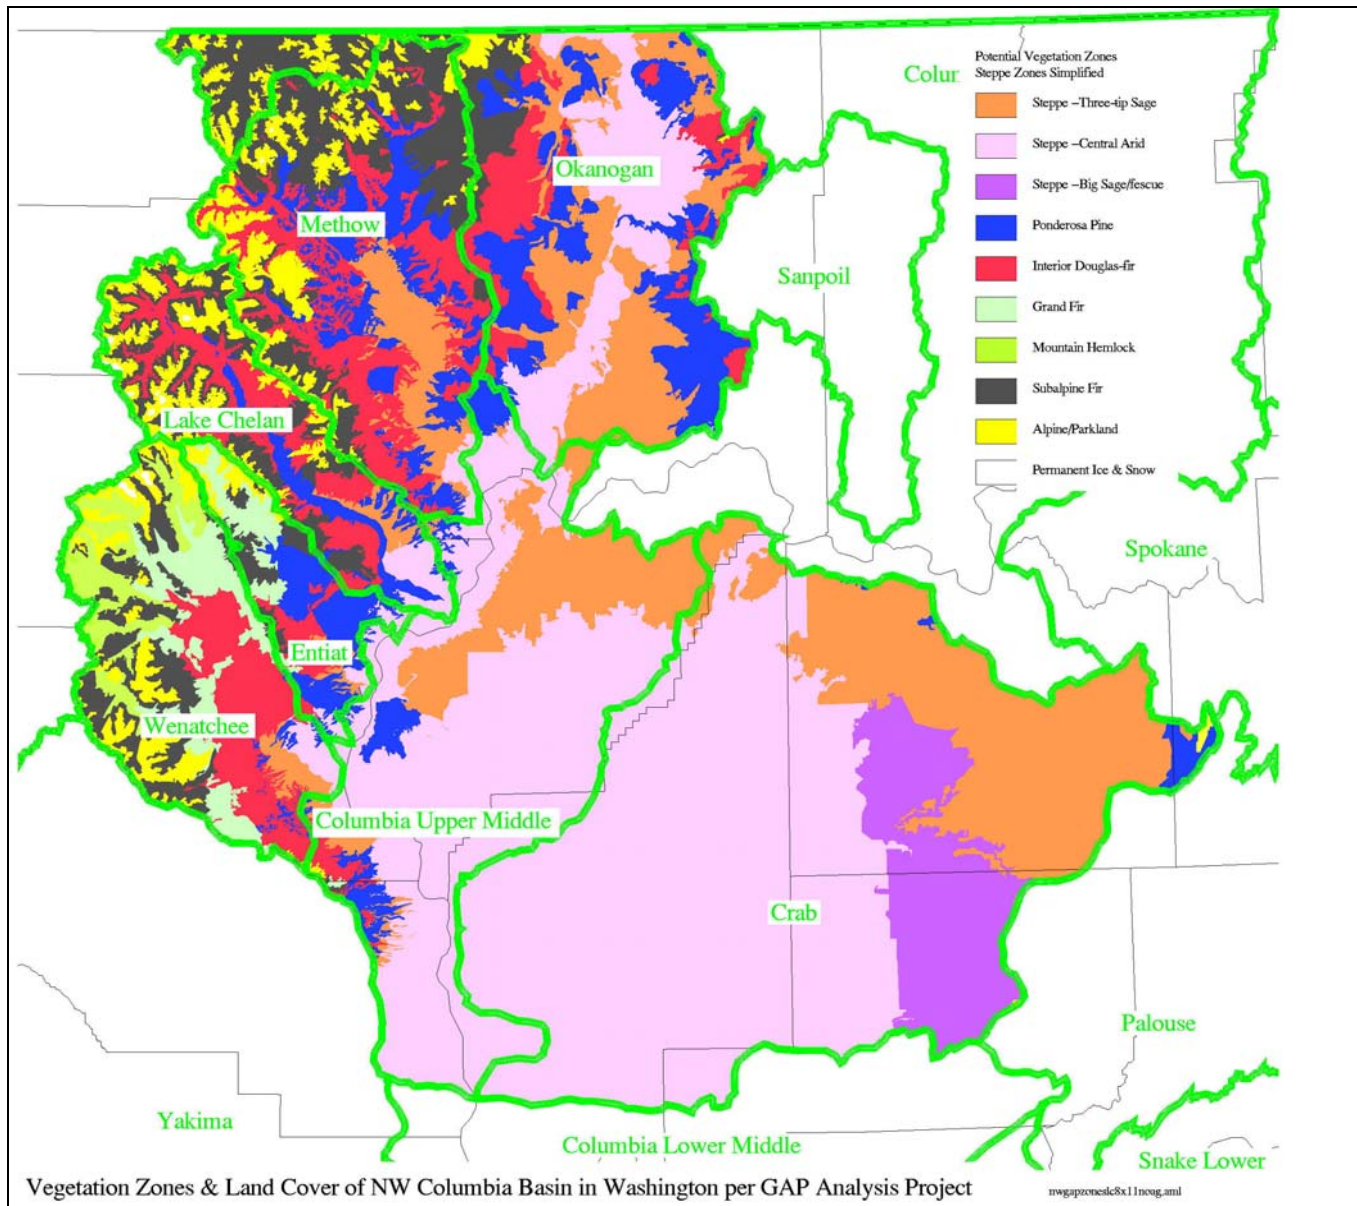 Potential Vegetation Zones
Steppe Zones Simplified
Colur
Steppe –Three-tip Sage
Steppe –Central Arid
Okanogan
Steppe –Big Sage/fescue
Methow
Ponderosa Pine
Sanpoil
Interior Douglas-fir
Grand Fir
Mountain Hemlock
Subalpine Fir
Lake Chelan
Alpine/Parkland
Permanent Ice & Snow
Spokane
Entiat
Wenatchee
Columbia Upper Middle
Crab
Palouse
Yakima
Columbia Lower Middle
Snake Lower
Vegetation Zones & Land Cover of NW Columbia Basin in Washington per GAP Analysis Project